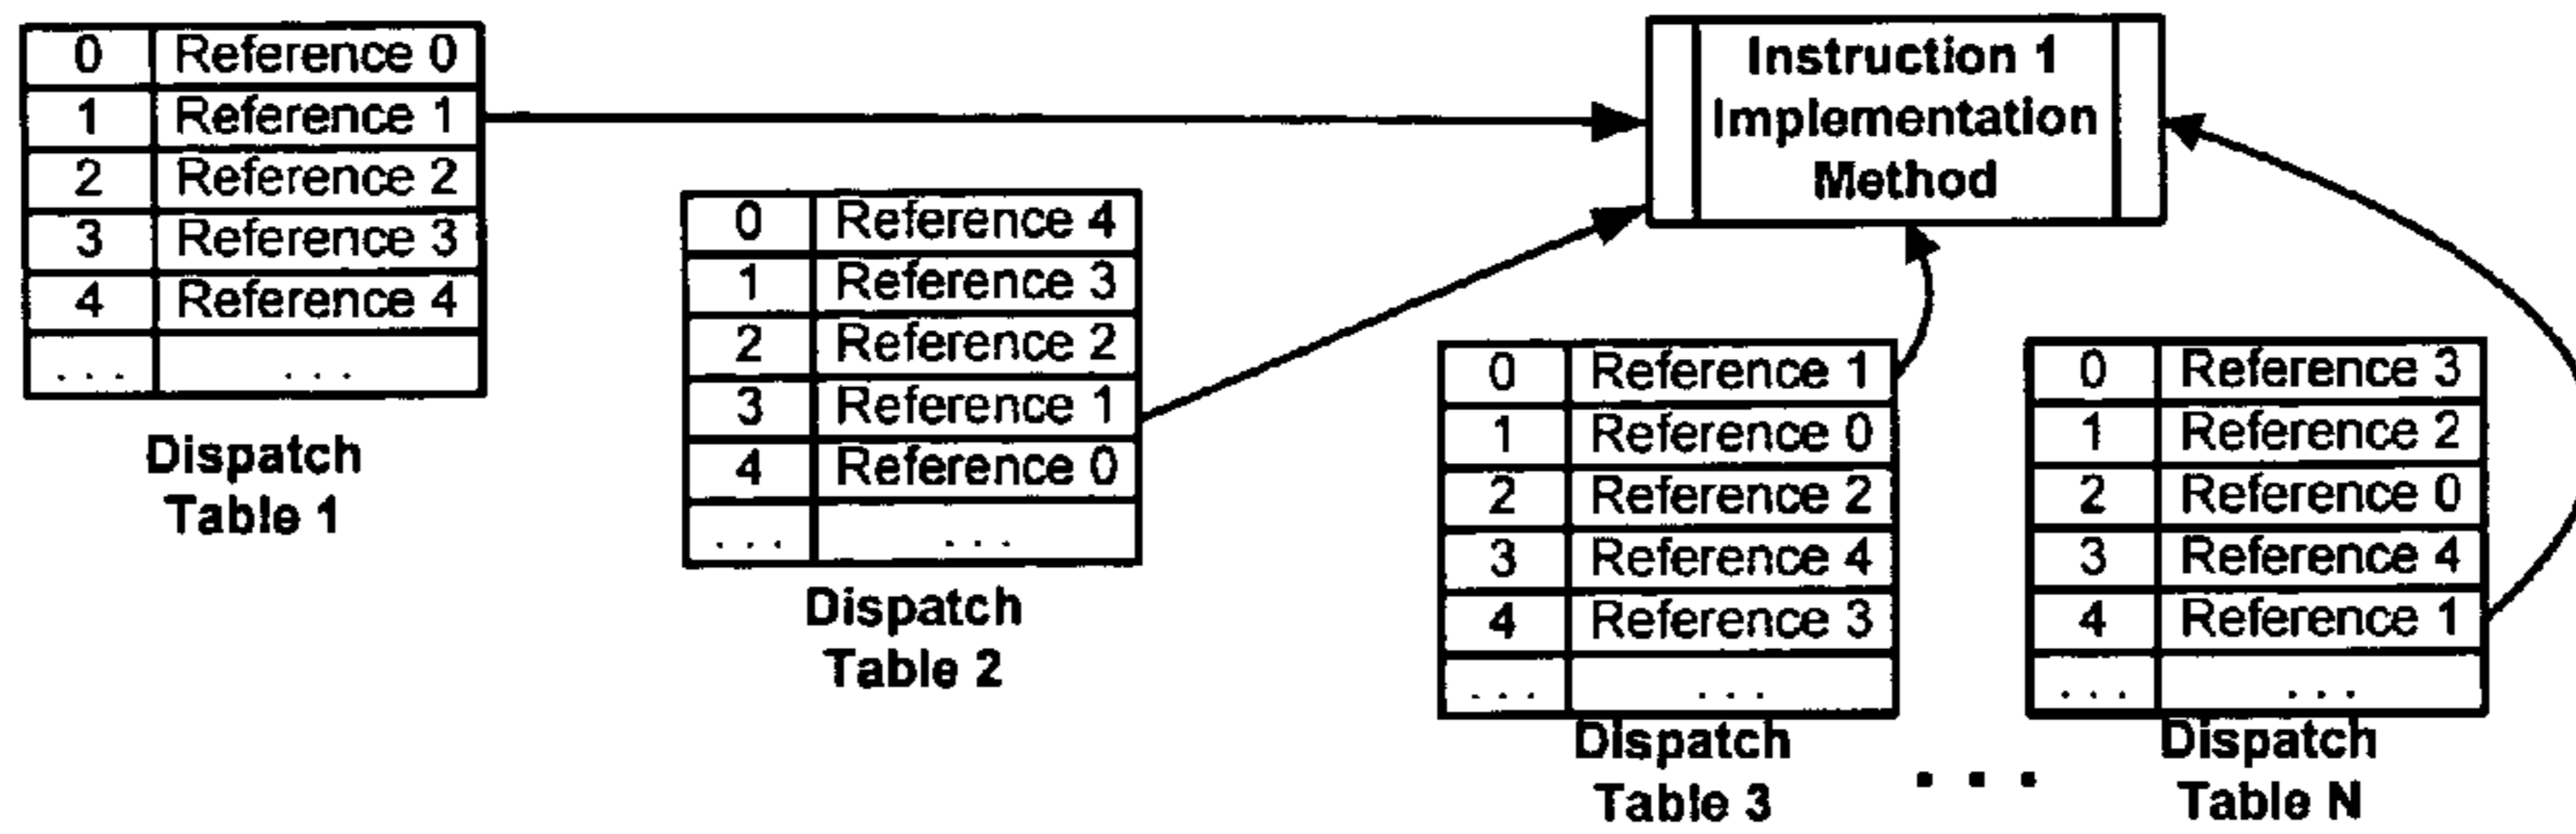 0 Reference 0
1 Reference 1
2 Reference 2
3 Reference 3
4 Reference 4
. . . . . .
Dispatch
Table 1
0 Reference 4
1 Reference 3
2 Reference 2
3 Reference 1
4 Reference 0
. . . . . .
Dispatch
Table 2
Instruction 1
Implementation
Method
0 Reference 1
1 Reference 0
2 Reference 2
3 Reference 4
4 Reference 3
. . . . . .
Dispatch
Table 3
. . .
0 Reference 3
1 Reference 2
2 Reference 0
3 Reference 4
4 Reference 1
. . . . . .
Dispatch
Table N